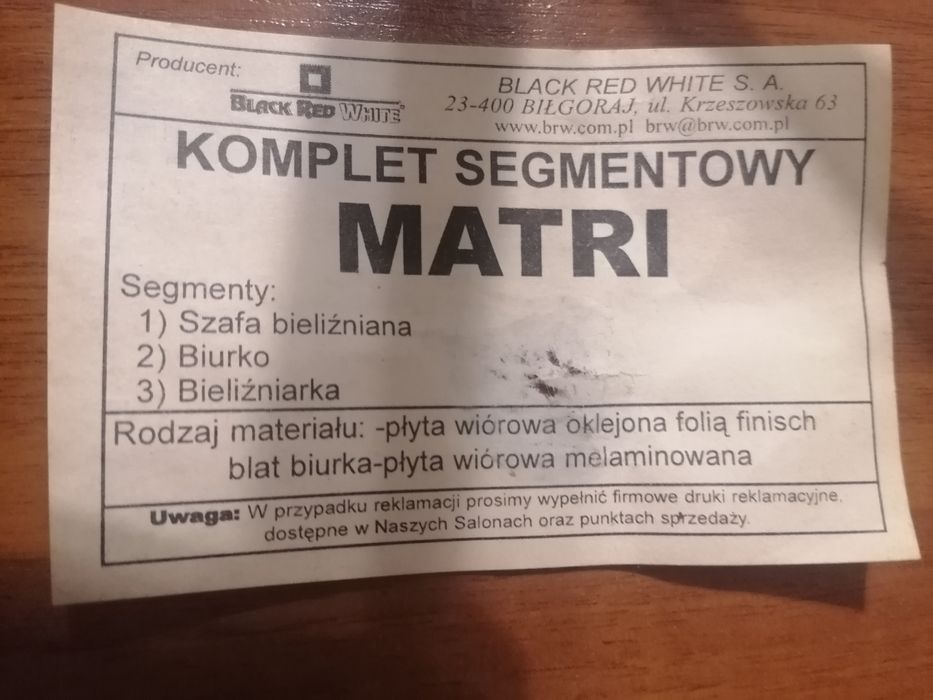 Producent:
BLACK RED WHITE
BLACK RED WHITE S. A.
23-400 BIŁGORAJ, ul. Krzeszowska 63
www.brw.com.pl brw@brw.com.pl
KOMPLET SEGMENTOWY
MATRI
Segmenty:
1) Szafa bieliźniana
2) Biurko
3) Bieliźniarka
Rodzaj materiału: -płyta wiórowa oklejona folią finisch
blat biurka-płyta wiórowa melaminowana
Uwaga: W przypadku reklamacji prosimy wypełnić firmowe druki reklamacyjne.
dostępne w Naszych Salonach oraz punktach sprzedaży.